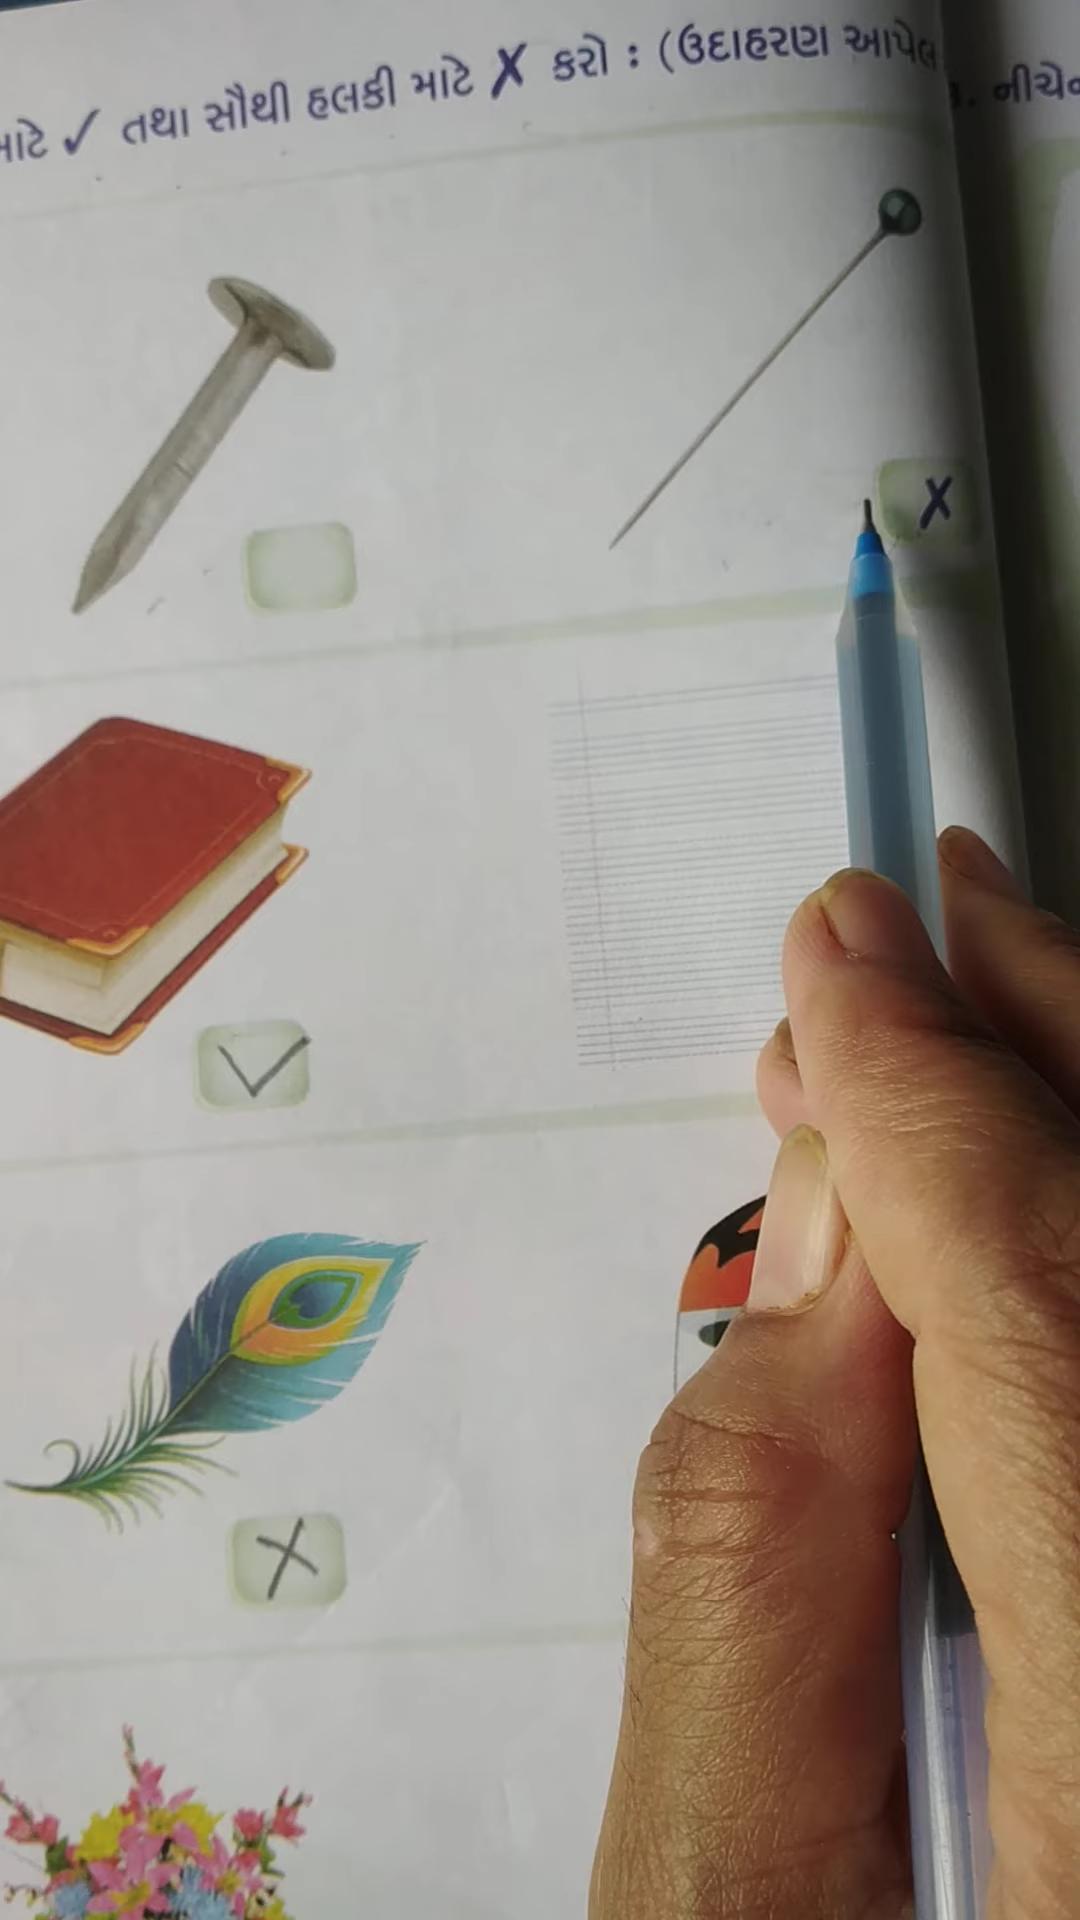 માટે ✓ તથા સૌથી હલકી માટે ✗ કરો : (ઉદાહરણ આપેલ
✗
✓
✗